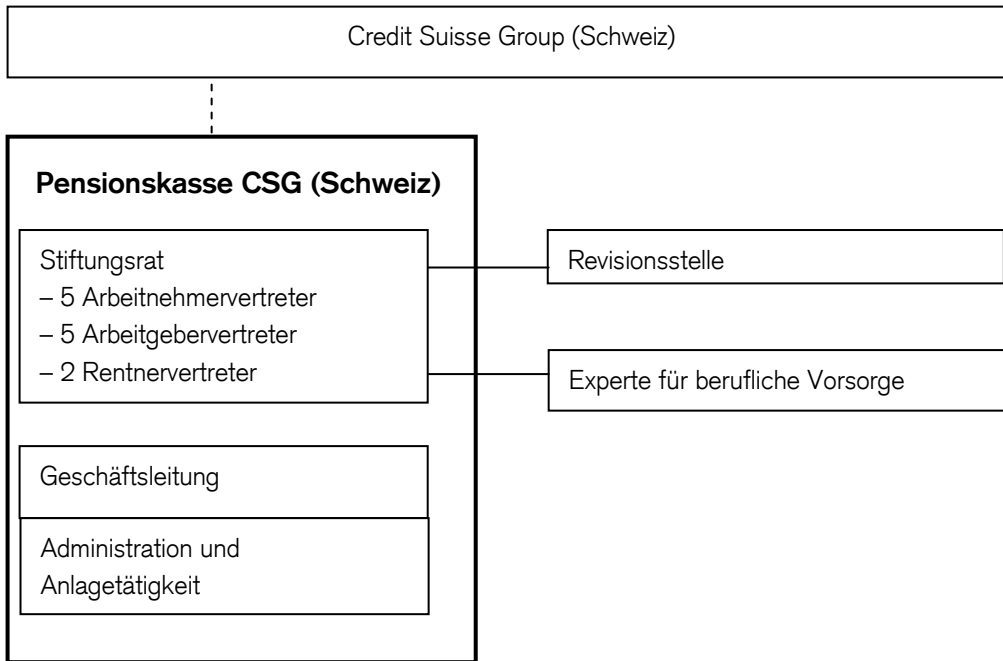 Credit Suisse Group (Schweiz)
Pensionskasse CSG (Schweiz)
Stiftungsrat
– 5 Arbeitnehmervertreter
– 5 Arbeitgebervertreter
– 2 Rentnervertreter
Revisionsstelle
Experte für berufliche Vorsorge
Geschäftsleitung
Administration und
Anlagetätigkeit